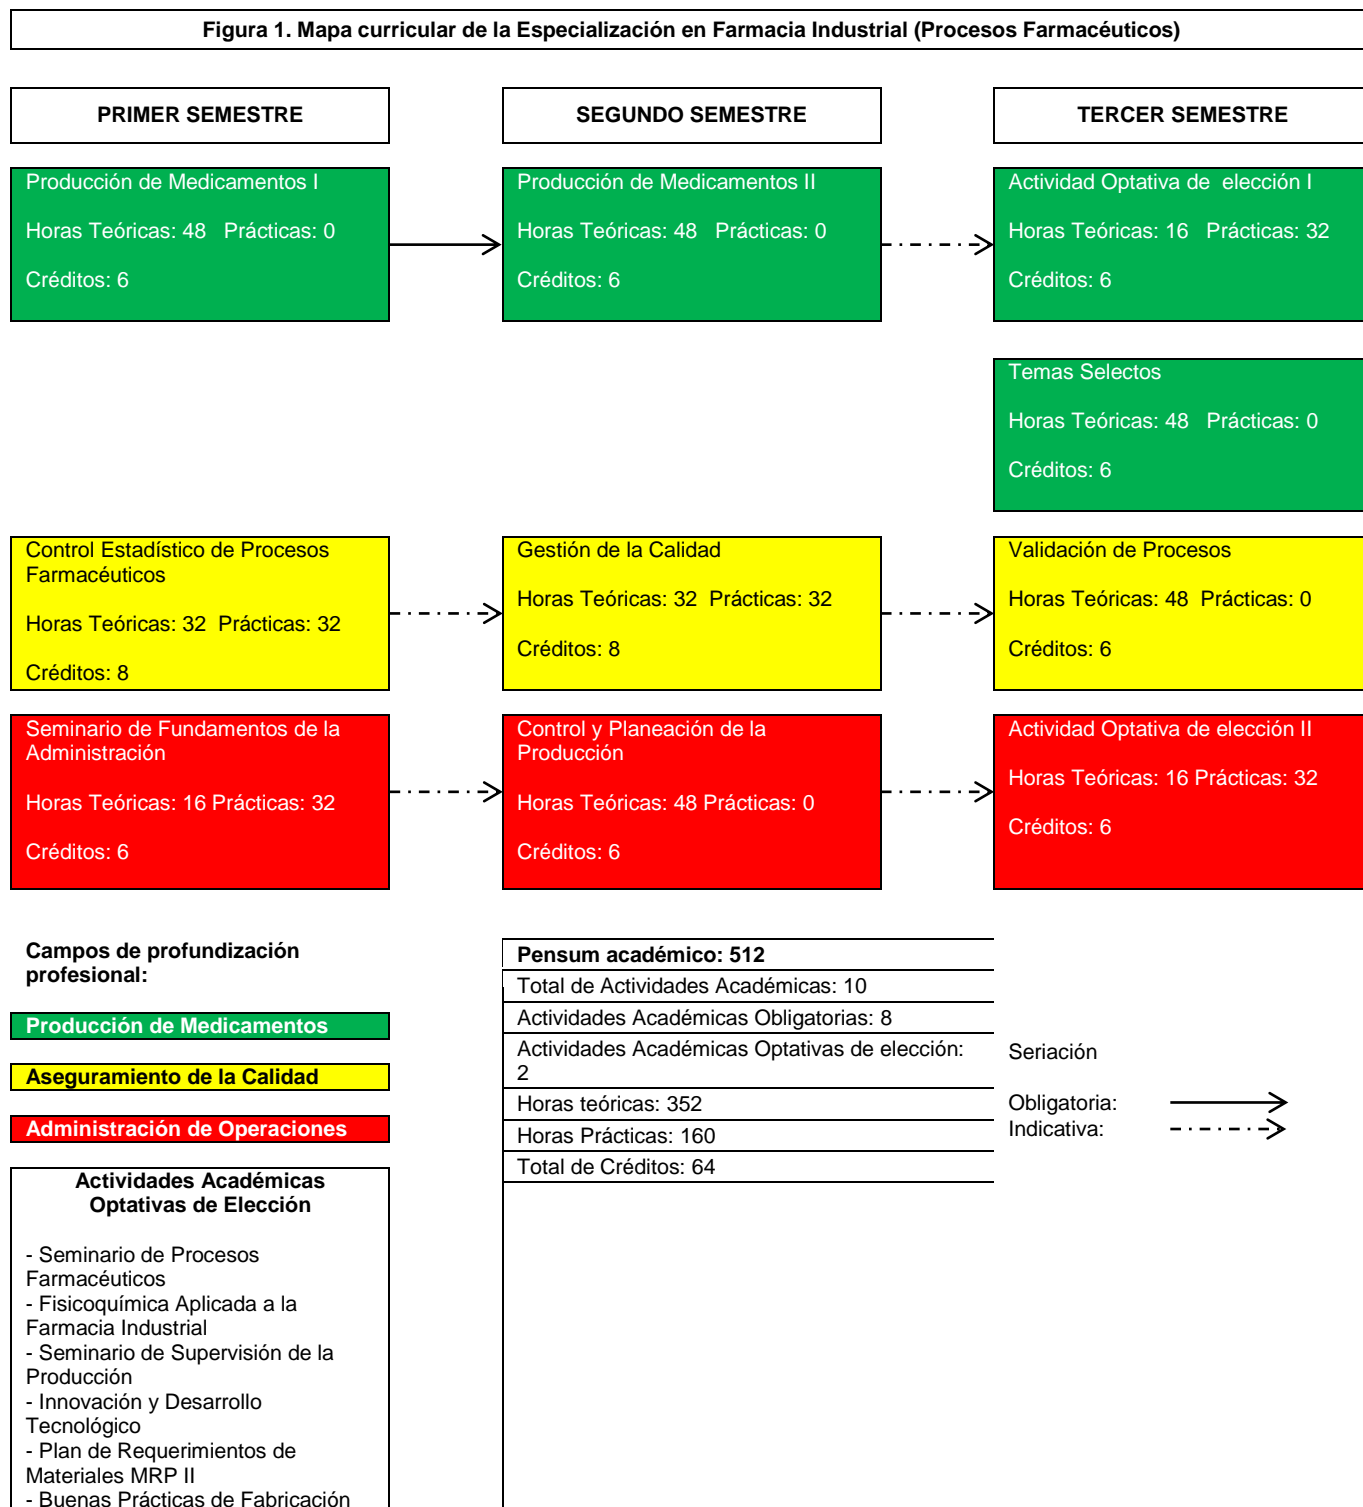 Figura 1. Mapa curricular de la Especialización en Farmacia Industrial (Procesos Farmacéuticos)
PRIMER SEMESTRE
SEGUNDO SEMESTRE
TERCER SEMESTRE
Producción de Medicamentos I
Horas Teóricas: 48 Prácticas: 0
Créditos: 6
Producción de Medicamentos II
Horas Teóricas: 48 Prácticas: 0
Créditos: 6
Actividad Optativa de elección I
Horas Teóricas: 16 Prácticas: 32
Créditos: 6
Temas Selectos
Horas Teóricas: 48 Prácticas: 0
Créditos: 6
Control Estadístico de Procesos
Farmacéuticos
Horas Teóricas: 32 Prácticas: 32
Créditos: 8
Gestión de la Calidad
Horas Teóricas: 32 Prácticas: 32
Créditos: 8
Validación de Procesos
Horas Teóricas: 48 Prácticas: 0
Créditos: 6
Seminario de Fundamentos de la
Administración
Horas Teóricas: 16 Prácticas: 32
Créditos: 6
Control y Planeación de la
Producción
Horas Teóricas: 48 Prácticas: 0
Créditos: 6
Actividad Optativa de elección II
Horas Teóricas: 16 Prácticas: 32
Créditos: 6
Campos de profundización
profesional:
Producción de Medicamentos
Aseguramiento de la Calidad
Administración de Operaciones
Actividades Académicas
Optativas de Elección
- Seminario de Procesos
Farmacéuticos
- Fisicoquímica Aplicada a la
Farmacia Industrial
- Seminario de Supervisión de la
Producción
- Innovación y Desarrollo
Tecnológico
- Plan de Requerimientos de
Materiales MRP II
- Buenas Prácticas de Fabricación
Pensum académico: 512
Total de Actividades Académicas: 10
Actividades Académicas Obligatorias: 8
Actividades Académicas Optativas de elección:
2
Horas teóricas: 352
Horas Prácticas: 160
Total de Créditos: 64
Seriación
Obligatoria:
Indicativa: